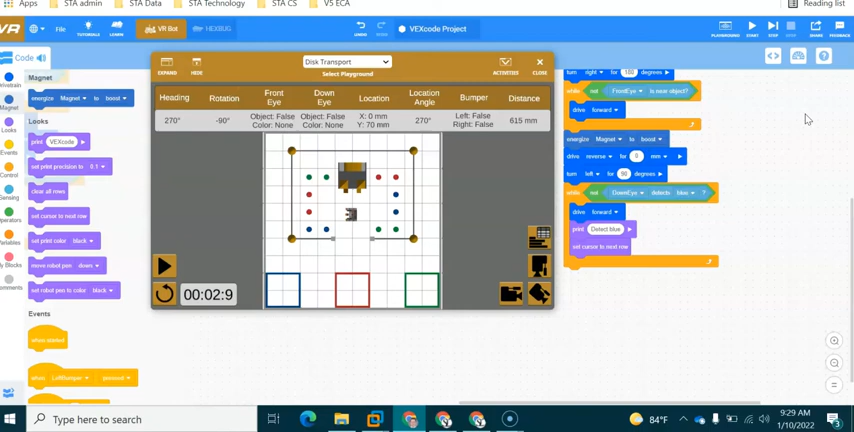 Apps
STA admin
STA Data
STA Technology
STA CS
V5 ECA
Reading list
VR
File
TUTORIALS
LEARN
VR Bot
HEXBUG
UNDO
REDO
VEXcode Project
PLAYGROUND
START
STEP
STOP
SHARE
FEEDBACK
Code
Drivetrain
Magnet
Looks
Events
Control
Sensing
Operators
Variables
My Blocks
Comments
Magnet
energize Magnet to boost
Looks
print VEXcode
set print precision to 0.1
clear all rows
set cursor to next row
set print color black
move robot pen down
set robot pen to color black
Events
when started
when LeftBumper pressed
EXPAND
HIDE
Disk Transport
Select Playground
ACTIVITIES
CLOSE
Heading Rotation Front Eye Down Eye Location Location Angle Bumper Distance
270° -90° Object: False Color: None Object: False Color: None X: 0 mm Y: 70 mm 270° Left: False Right: False 615 mm
00:02:9
turn right for 180 degrees
while not FrontEye is near object?
drive forward
energize Magnet to boost
drive reverse for 0 mm
turn left for 90 degrees
while not DownEye detects blue ?
drive forward
print Detect blue
set cursor to next row
Type here to search
84°F
9:29 AM
1/10/2022
3